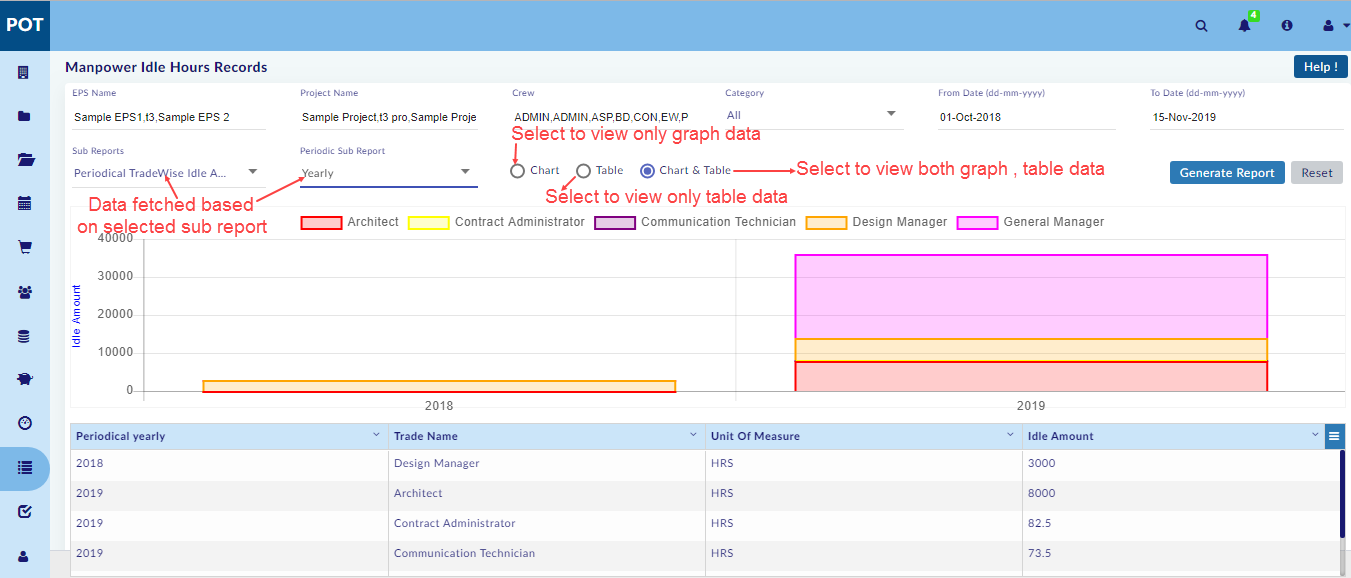 POT
4
Manpower Idle Hours Records
Help !
EPS Name
Project Name
Crew
Category
From Date (dd-mm-yyyy)
To Date (dd-mm-yyyy)
Sample EPS1,t3,Sample EPS 2
Sample Project,t3 pro,Sample Proje
ADMIN,ADMIN,ASP,BD,CON,EW,P
All
01-Oct-2018
15-Nov-2019
Select to view only graph data
Sub Reports
Periodic Sub Report
Periodical TradeWise Idle A...
Yearly
Chart
Table
Chart & Table
Select to view both graph , table data
Generate Report
Reset
Select to view only table data
Data fetched based
on selected sub report
Architect
Contract Administrator
Communication Technician
Design Manager
General Manager
Idle Amount
40000
30000
20000
10000
0
2018
2019
Periodical yearly
Trade Name
Unit Of Measure
Idle Amount
2018
Design Manager
HRS
3000
2019
Architect
HRS
8000
2019
Contract Administrator
HRS
82.5
2019
Communication Technician
HRS
73.5